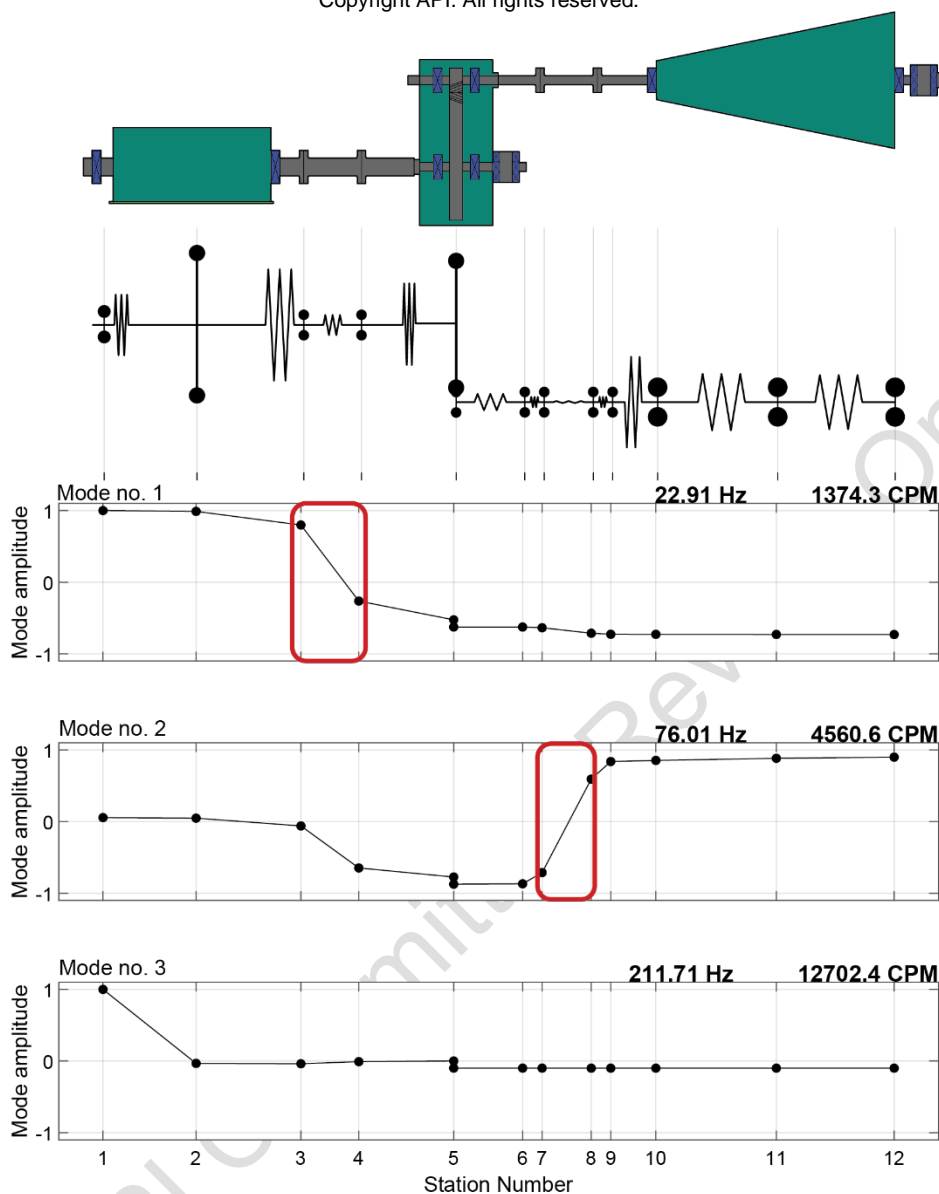 Copyright API. All rights reserved.
Mode no. 1 22.91 Hz 1374.3 CPM
Mode amplitude
1
0
-1
Mode no. 2 76.01 Hz 4560.6 CPM
Mode amplitude
1
0
-1
Mode no. 3 211.71 Hz 12702.4 CPM
Mode amplitude
1
0
-1
1 2 3 4 5 6 7 8 9 10 11 12
Station Number